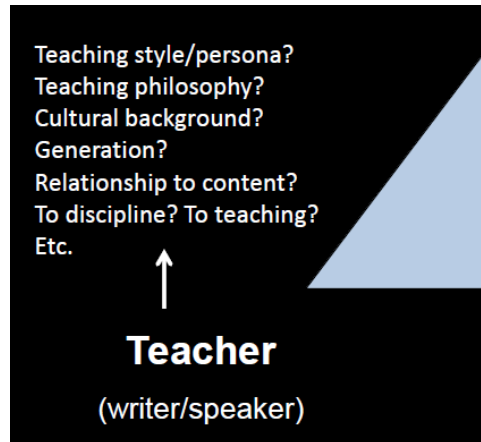 Teaching style/persona?
Teaching philosophy?
Cultural background?
Generation?
Relationship to content?
To discipline? To teaching?
Etc.
Teacher
(writer/speaker)